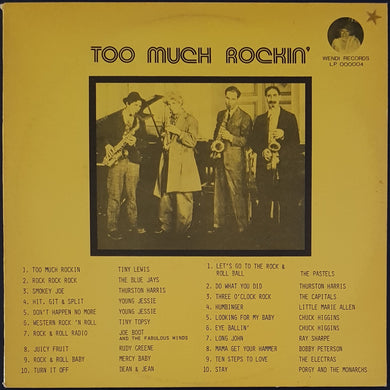 TOO MUCH ROCKIN'
WENDI RECORDS
LP 000004
1. TOO MUCH ROCKIN TINY LEWIS
2. ROCK ROCK ROCK THE BLUE JAYS
3. SMOKEY JOE THURSTON HARRIS
4. HIT, GIT & SPLIT YOUNG JESSIE
5. DON'T HAPPEN NO MORE YOUNG JESSIE
6. WESTERN ROCK 'N ROLL TINY TOPSY
7. ROCK & ROLL RADIO JOE BOOT
AND THE FABULOUS WINDS
8. JUICY FRUIT RUDY GREENE
9. ROCK & ROLL BABY MERCY BABY
10. TURN IT OFF DEAN & JEAN
1. LET'S GO TO THE ROCK &
ROLL BALL THE PASTELS
2. DO WHAT YOU DID THURSTON HARRIS
3. THREE O'CLOCK ROCK THE CAPITALS
4. HUMBINGER LITTLE MARIE ALLEN
5. LOOKING FOR MY BABY CHUCK HIGGINS
6. EYE BALLIN' CHUCK HIGGINS
7. LONG JOHN RAY SHARPE
8. MAMA GET YOUR HAMMER BOBBY PETERSON
9. TEN STEPS TO LOVE THE ELECTRAS
10. STAY PORGY AND THE MONARCHS